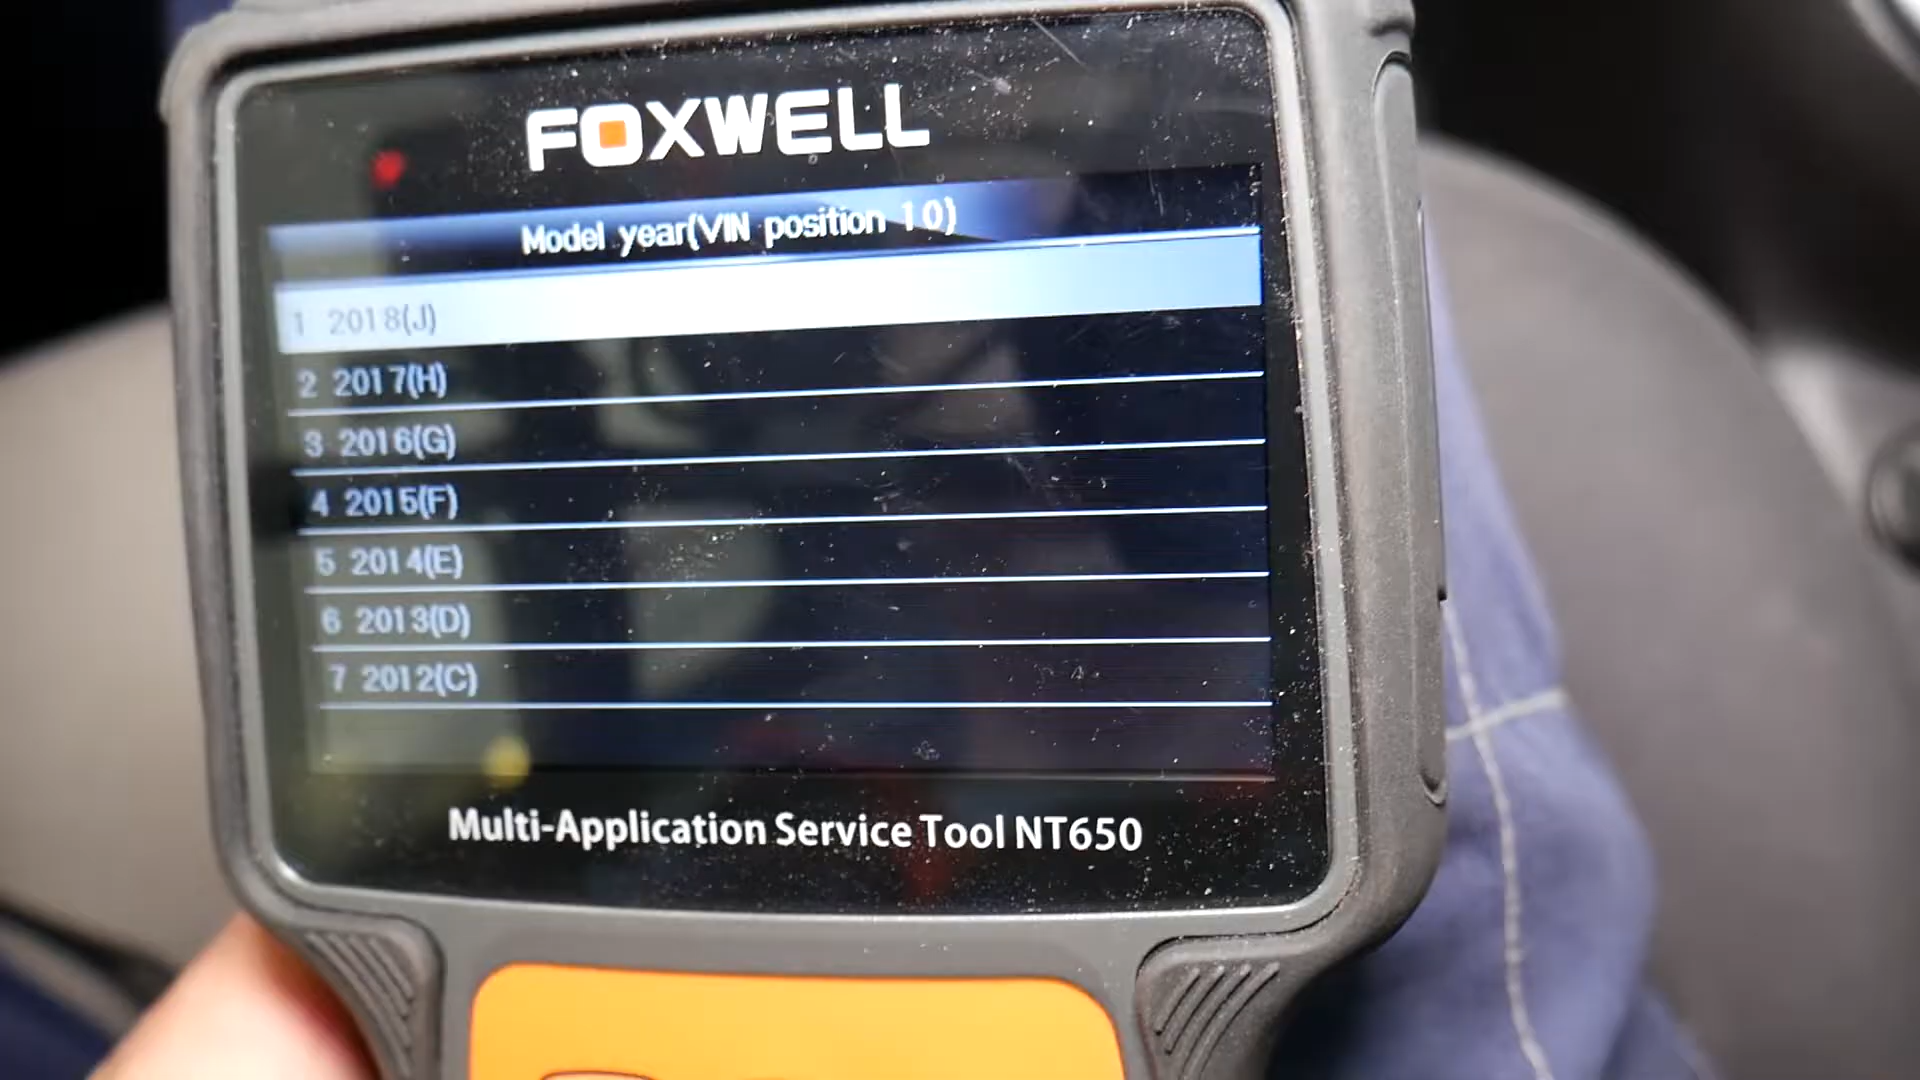 FOXWELL
Model year(VIN position 10)
1 2018(J)
2 2017(H)
3 2016(G)
4 2015(F)
5 2014(E)
6 2013(D)
7 2012(C)
Multi-Application Service Tool NT650